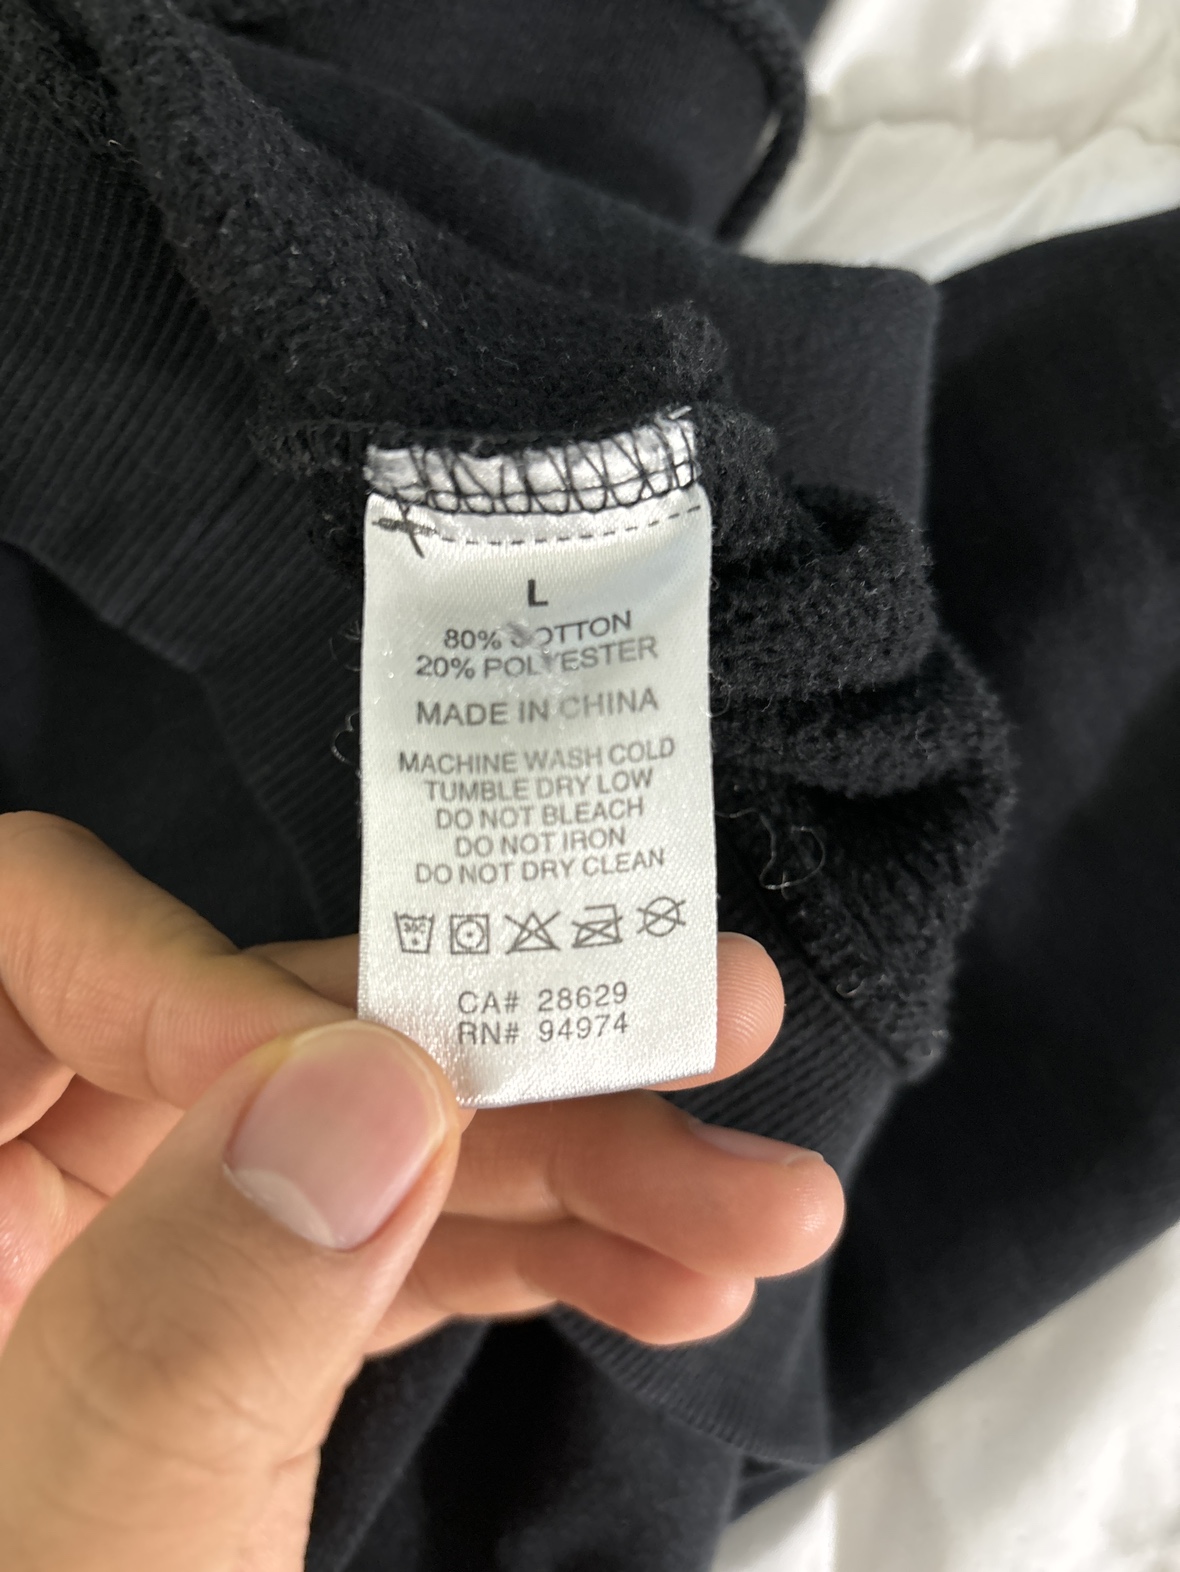 L
80% COTTON
20% POLYESTER
MADE IN CHINA
MACHINE WASH COLD
TUMBLE DRY LOW
DO NOT BLEACH
DO NOT IRON
DO NOT DRY CLEAN
CA# 28629
RN# 94974